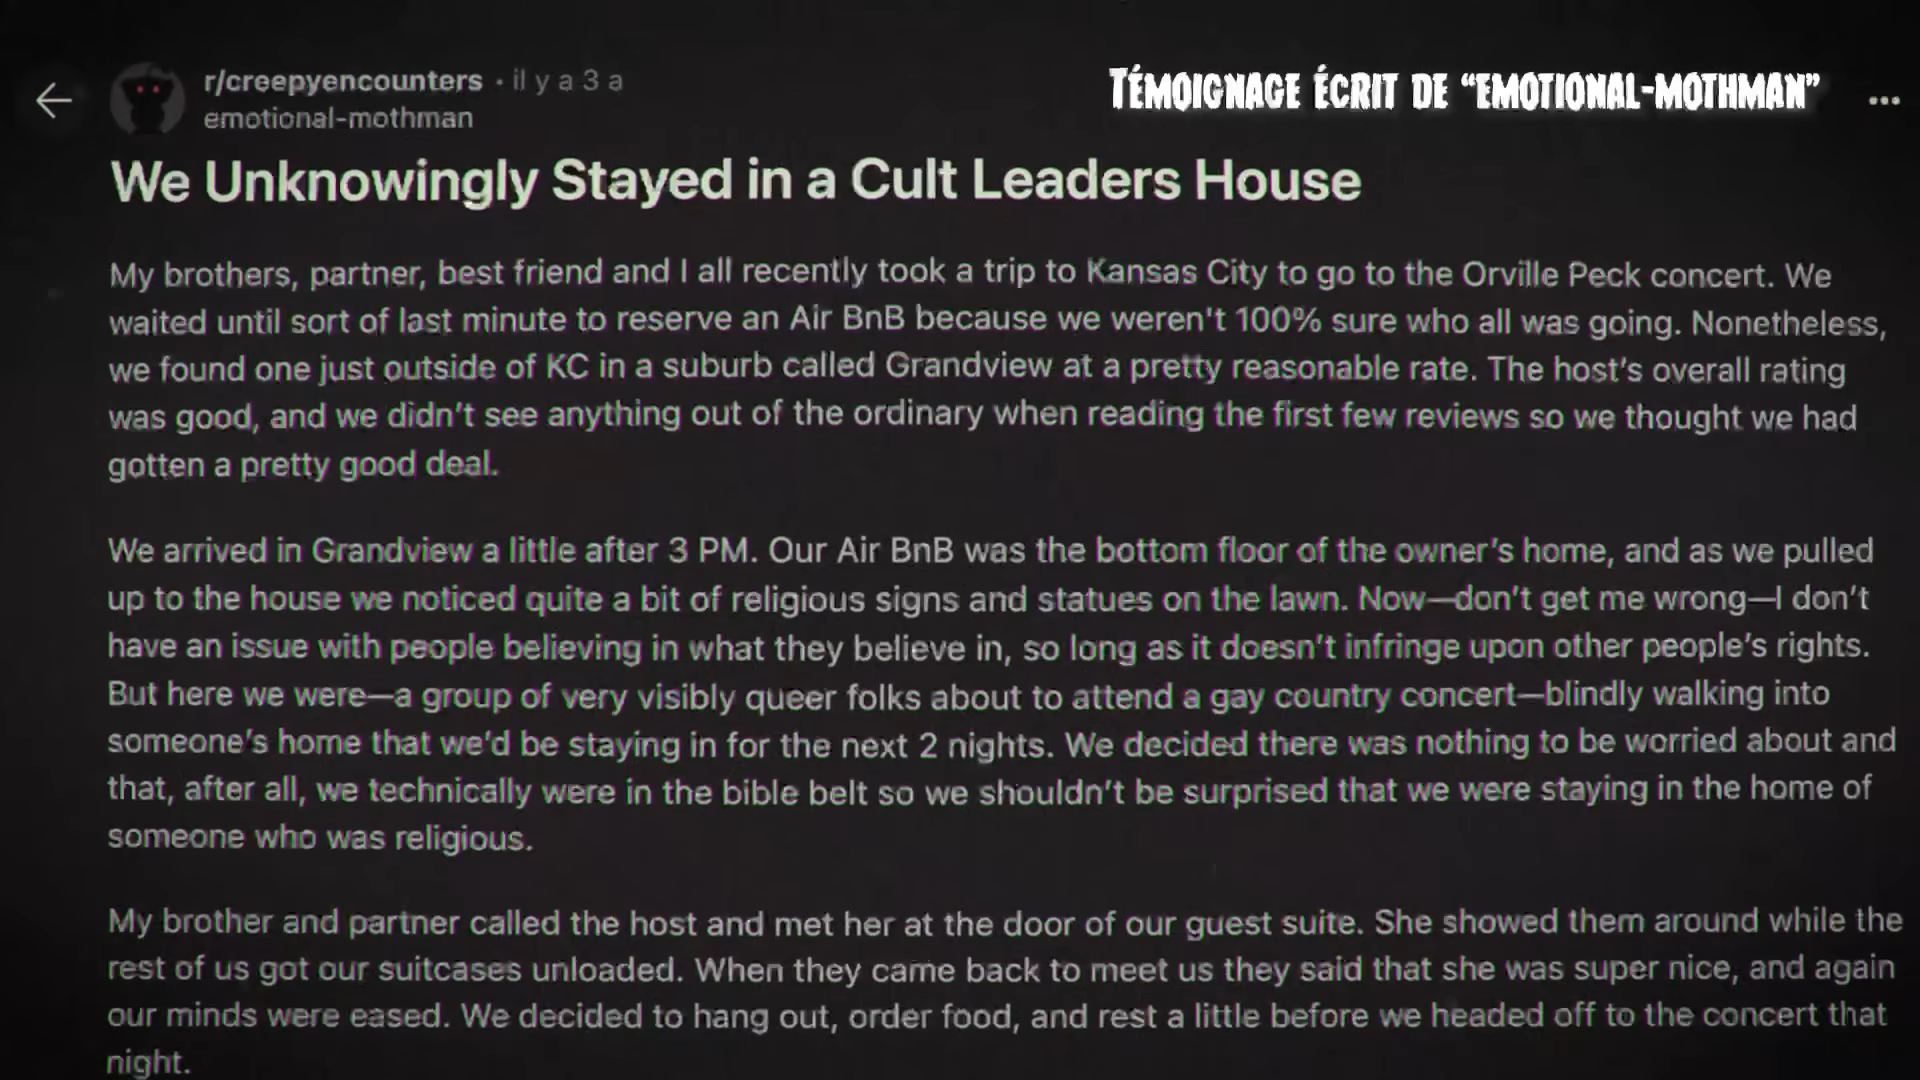 r/creepyencounters · il y a 3 a
TÉMOIGNAGE ÉCRIT DE “EMOTIONAL-MOTHMAN”
emotional-mothman
We Unknowingly Stayed in a Cult Leaders House
My brothers, partner, best friend and I all recently took a trip to Kansas City to go to the Orville Peck concert. We
waited until sort of last minute to reserve an Air BnB because we weren't 100% sure who all was going. Nonetheless,
we found one just outside of KC in a suburb called Grandview at a pretty reasonable rate. The host's overall rating
was good, and we didn't see anything out of the ordinary when reading the first few reviews so we thought we had
gotten a pretty good deal.
We arrived in Grandview a little after 3 PM. Our Air BnB was the bottom floor of the owner's home, and as we pulled
up to the house we noticed quite a bit of religious signs and statues on the lawn. Now—don't get me wrong—I don't
have an issue with people believing in what they believe in, so long as it doesn't infringe upon other people's rights.
But here we were—a group of very visibly queer folks about to attend a gay country concert—blindly walking into
someone's home that we'd be staying in for the next 2 nights. We decided there was nothing to be worried about and
that, after all, we technically were in the bible belt so we shouldn't be surprised that we were staying in the home of
someone who was religious.
My brother and partner called the host and met her at the door of our guest suite. She showed them around while the
rest of us got our suitcases unloaded. When they came back to meet us they said that she was super nice, and again
our minds were eased. We decided to hang out, order food, and rest a little before we headed off to the concert that
night.